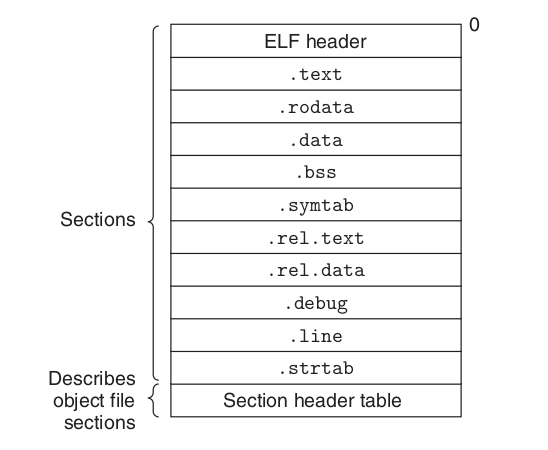 0
ELF header
.text
.rodata
.data
.bss
.symtab
Sections
.rel.text
.rel.data
.debug
.line
.strtab
Describes
object file
sections
Section header table